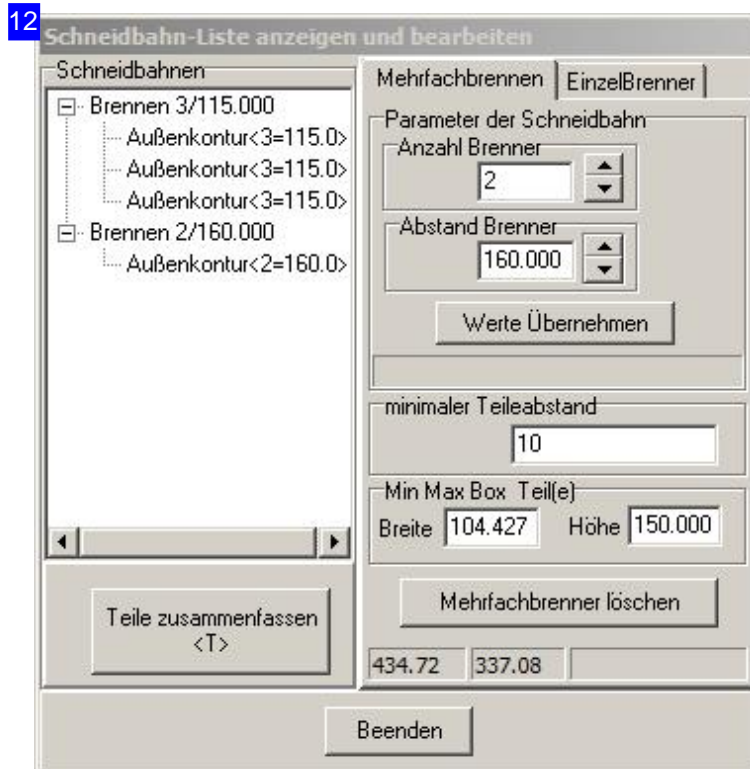 12
Schneidbahn-Liste anzeigen und bearbeiten
Schneidbahnen
Brennen 3/115.000
Außenkontur<3=115.0>
Außenkontur<3=115.0>
Außenkontur<3=115.0>
Brennen 2/160.000
Außenkontur<2=160.0>
Teile zusammenfassen
<T>
Mehrfachbrennen EinzelBrenner
Parameter der Schneidbahn
Anzahl Brenner
2
Abstand Brenner
160.000
Werte Übernehmen
minimaler Teileabstand
10
Min Max Box Teil(e)
Breite 104.427 Höhe 150.000
Mehrfachbrenner löschen
434.72 337.08
Beenden